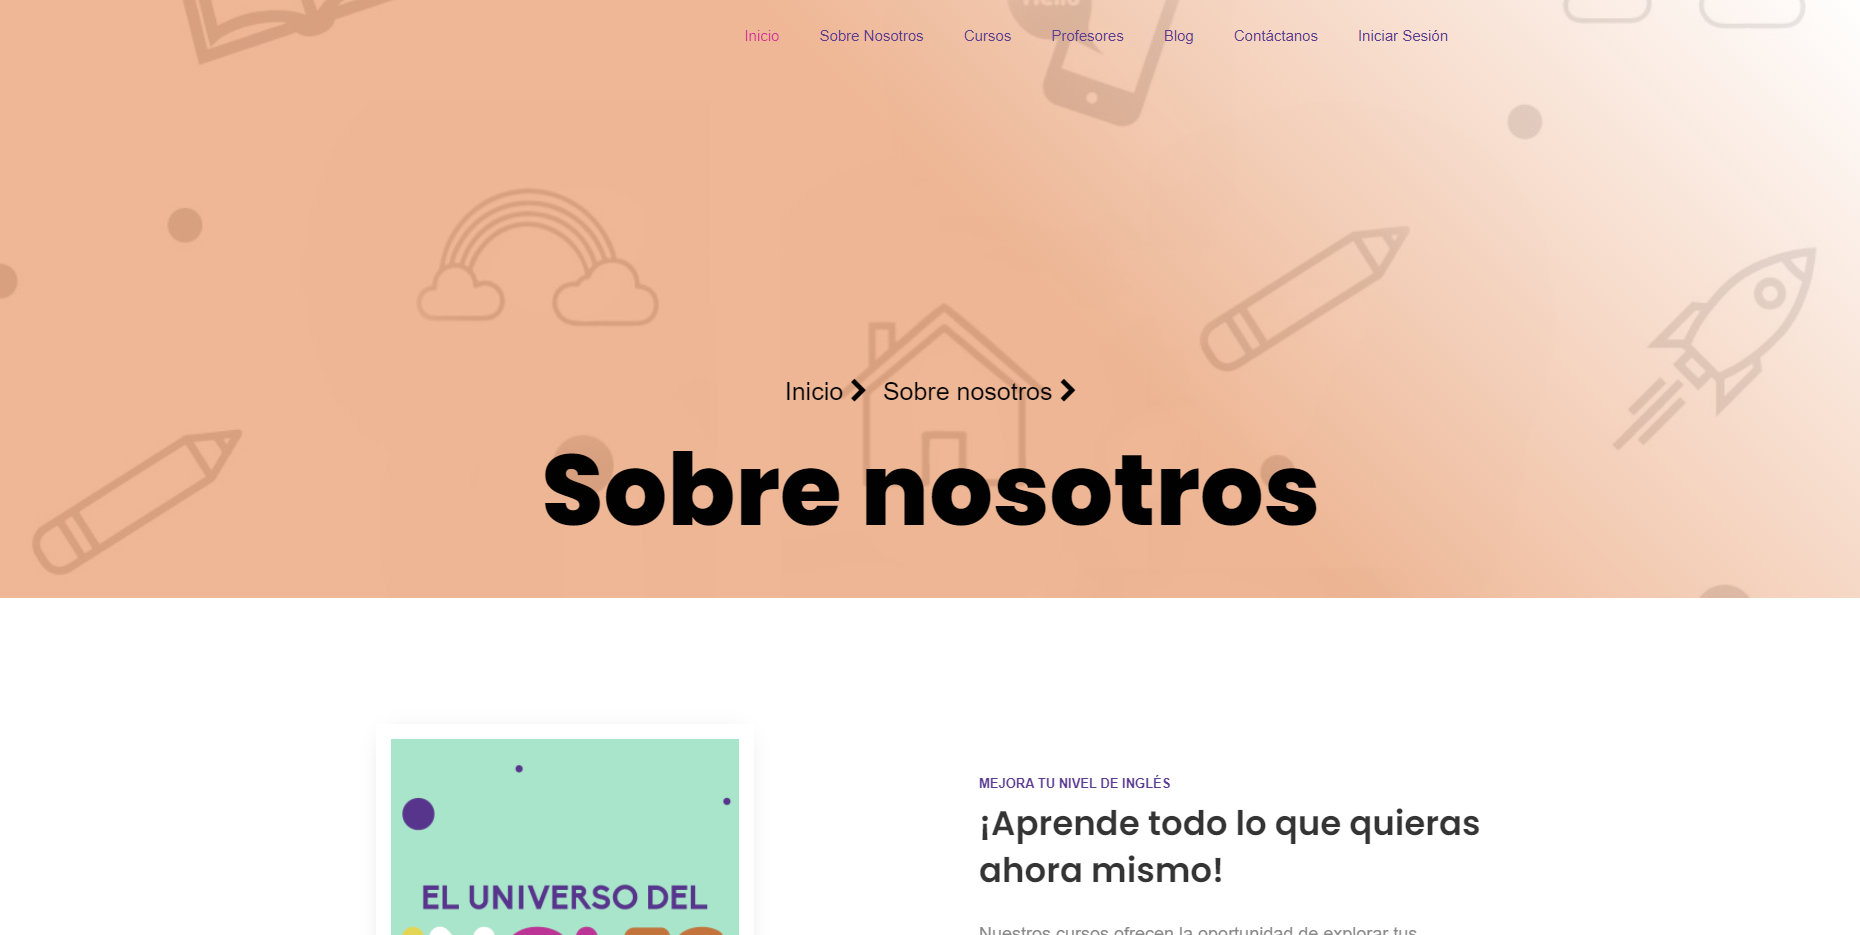 Hello
Inicio Sobre Nosotros Cursos Profesores Blog Contáctanos Iniciar Sesión
Inicio Sobre nosotros
Sobre nosotros
EL UNIVERSO DEL
MEJORA TU NIVEL DE INGLÉS
¡Aprende todo lo que quieras
ahora mismo!
Nuestros cursos ofrecen la oportunidad de explorar tus